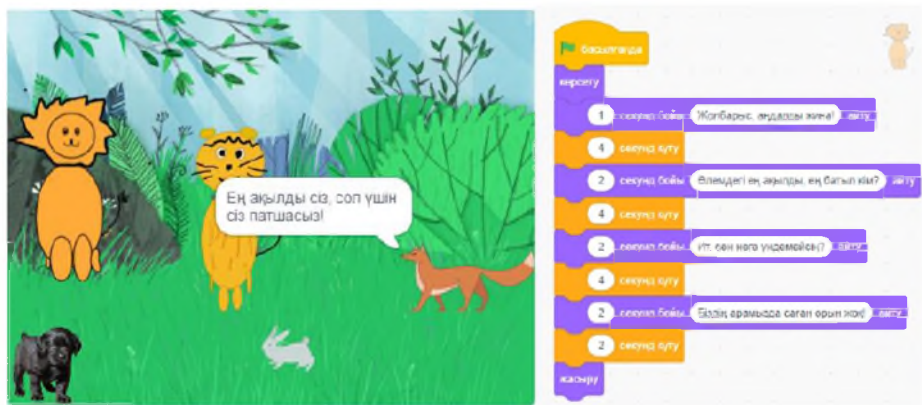 Ең ақылды сіз, сол үшін
сіз патшасыз!
басылғанда
көрсету
1 секунд бойы Жолбарыс, аңдарды жина! айту
4 секунд күту
2 секунд бойы Әлемдегі ең ақылды, ең батыл кім? айту
4 секунд күту
2 секунд бойы Ит, сен неге үндемейсің? айту
4 секунд күту
2 секунд бойы Біздің арамызда саған орын жоқ! айту
2 секунд күту
жасыру